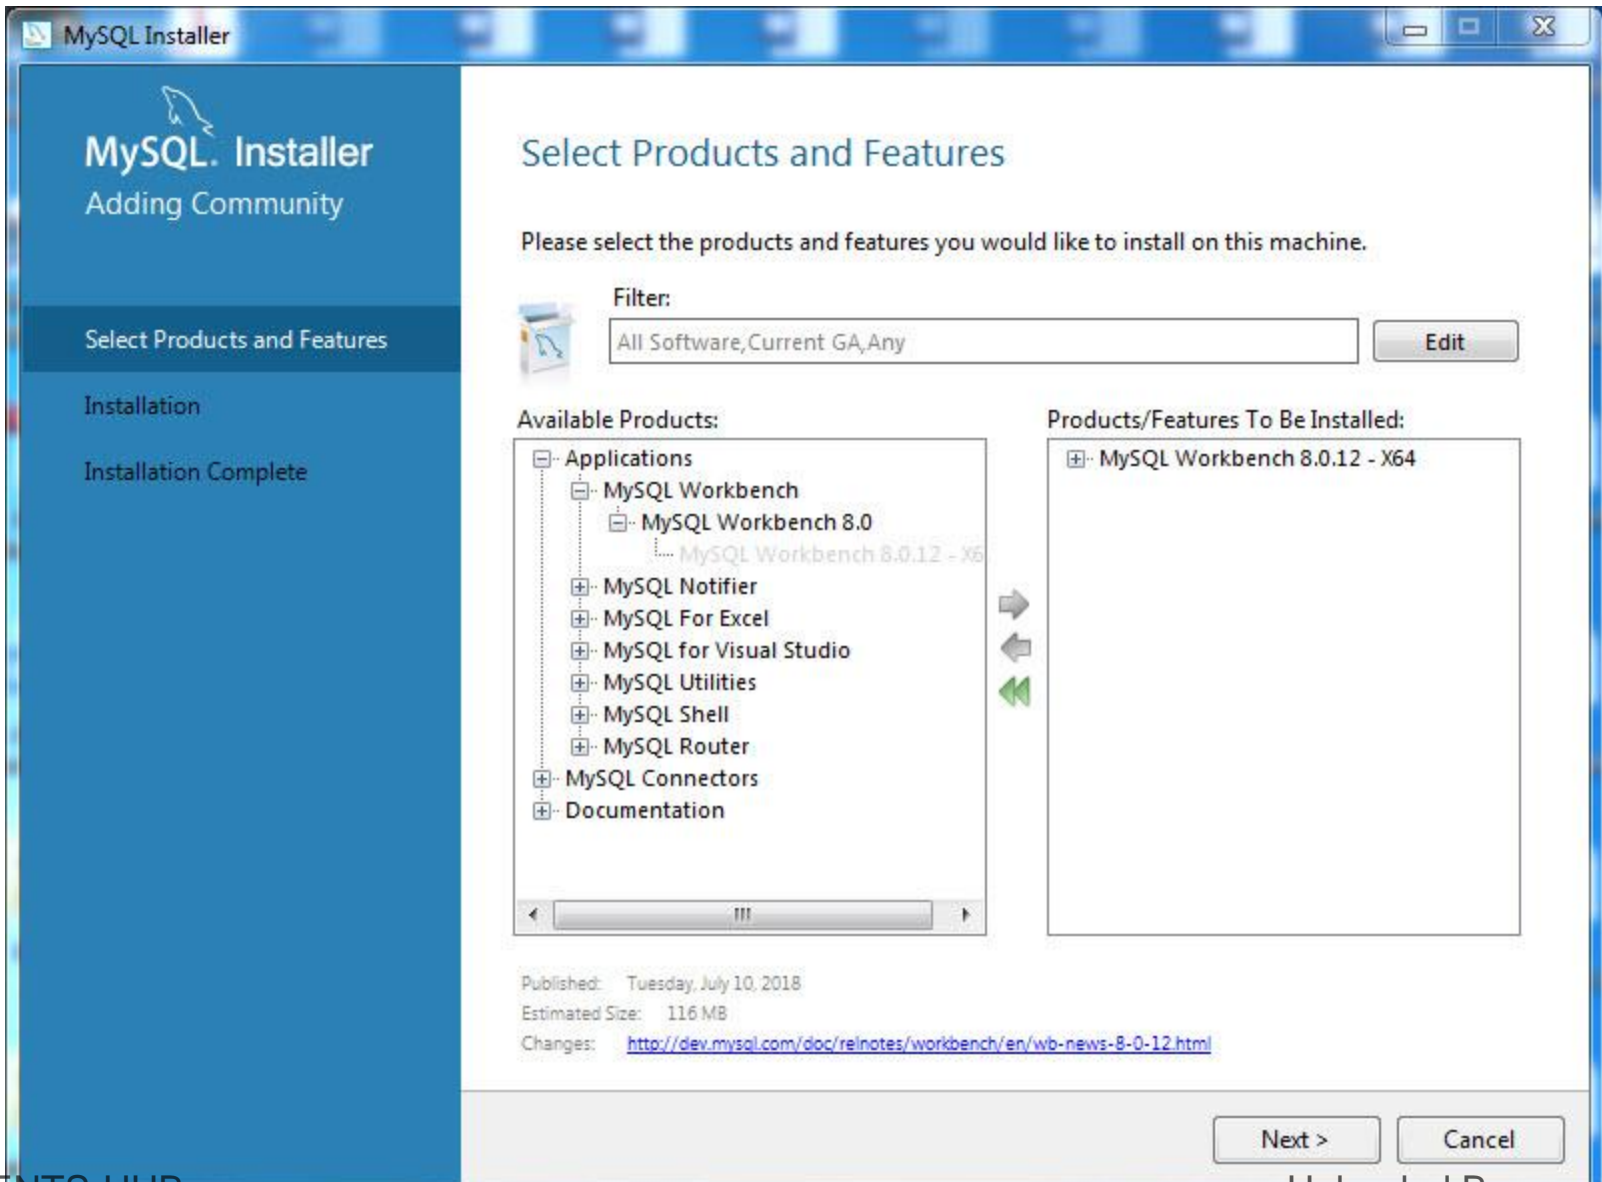 MySQL Installer
MySQL. Installer
Adding Community
Select Products and Features
Installation
Installation Complete
Select Products and Features
Please select the products and features you would like to install on this machine.
Filter:
All Software,Current GA,Any
Edit
Available Products:
Applications
MySQL Workbench
MySQL Workbench 8.0
MySQL Workbench 8.0.12 - X6
MySQL Notifier
MySQL For Excel
MySQL for Visual Studio
MySQL Utilities
MySQL Shell
MySQL Router
MySQL Connectors
Documentation
Products/Features To Be Installed:
MySQL Workbench 8.0.12 - X64
Published: Tuesday, July 10, 2018
Estimated Size: 116 MB
Changes: http://dev.mysql.com/doc/relnotes/workbench/en/wb-news-8-0-12.html
Next >
Cancel